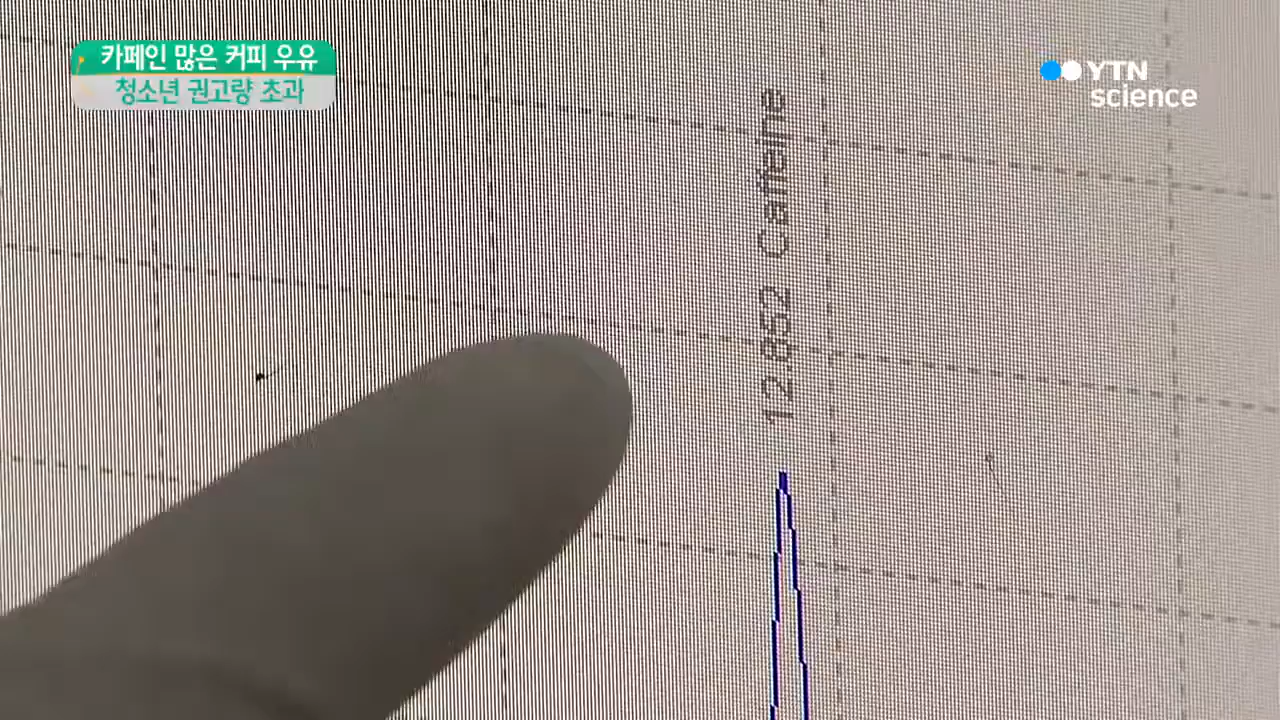 카페인 많은 커피 우유
청소년 권고량 초과
YTN
science
12.852 Caffeine